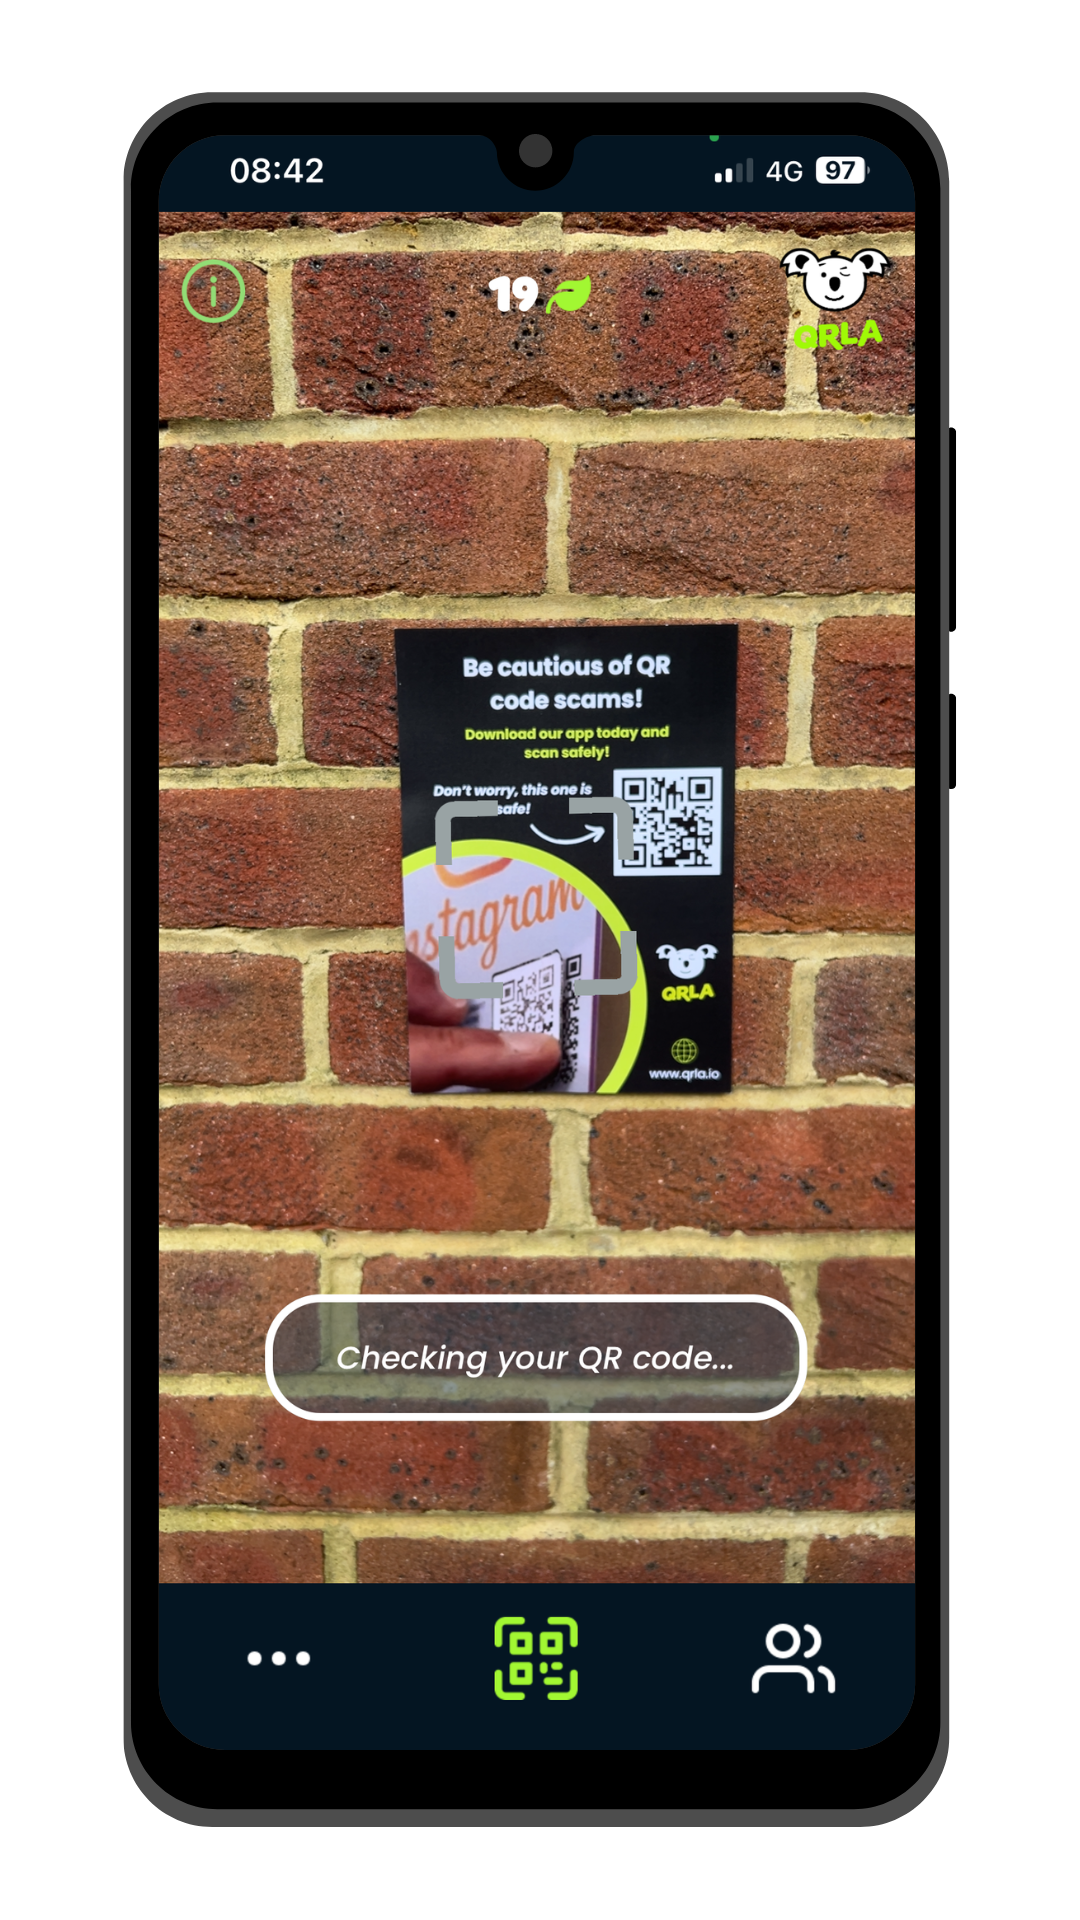 08:42
4G 97
19
QRLA
Be cautious of QR
code scams!
Download our app today and
scan safely!
Don't worry, this one is
safe!
nstagram
QRLA
www.qrla.io
Checking your QR code...